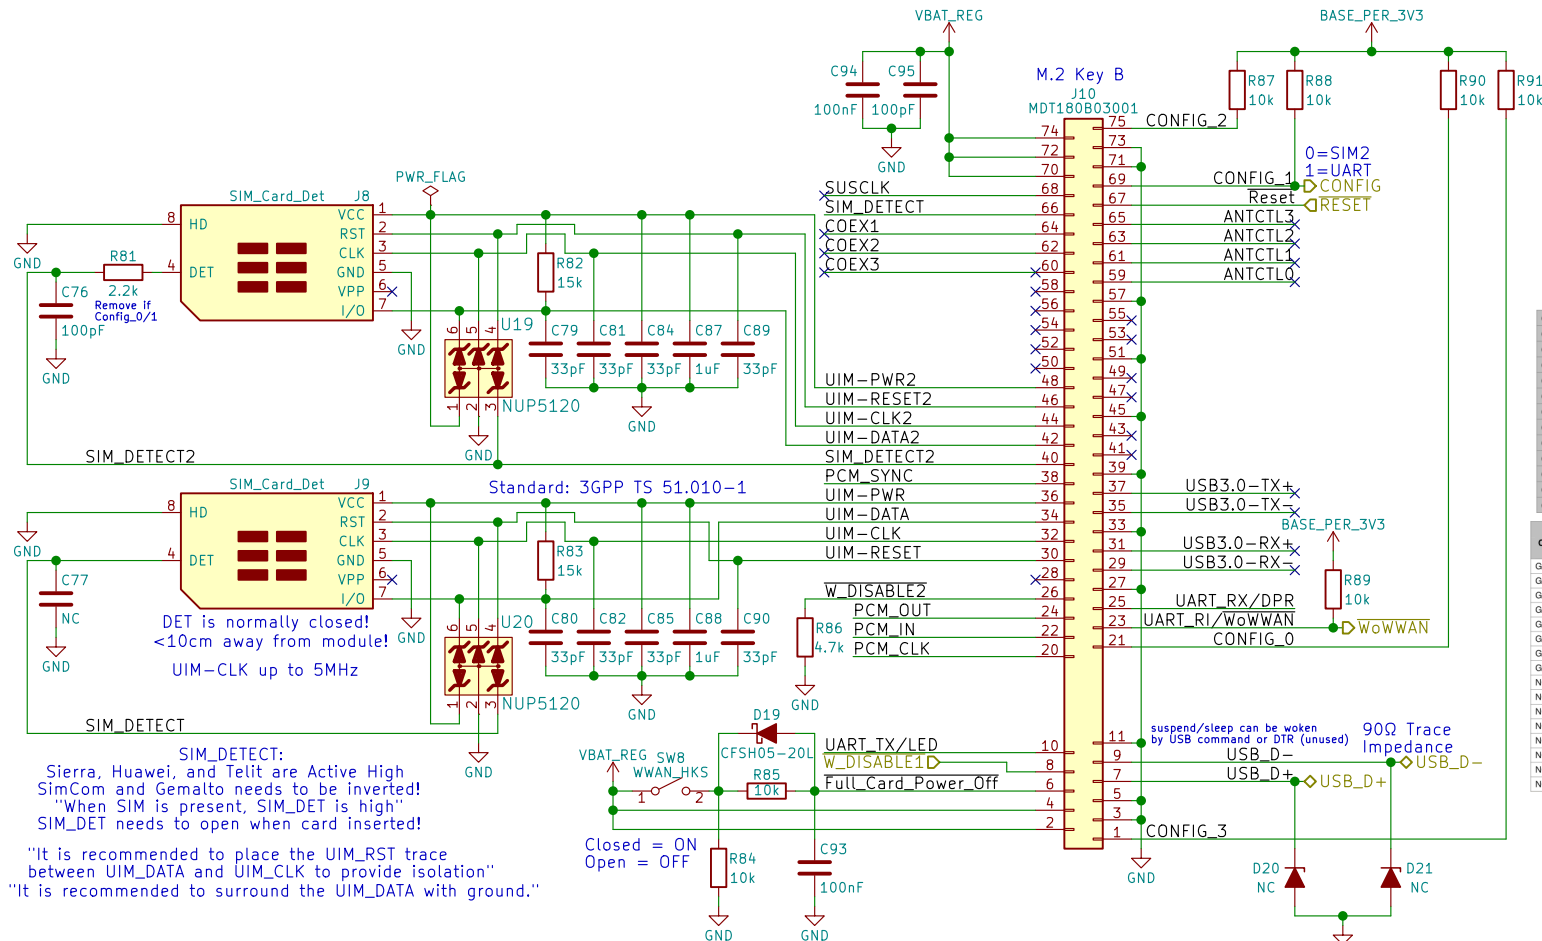 VBAT_REG
BASE_PER_3V3
C94
100nF
C95
100pF
GND
M.2 Key B
J10
MDT180B03001
R87
10k
R88
10k
R90
10k
R91
10k
0=SIM2
1=UART
CONFIG
RESET
PWR_FLAG
SIM_Card_Det
J8
8 HD
4 DET
VCC 1
RST 2
CLK 3
GND 5
VPP 6
I/O 7
GND
R81
2.2k
Remove if
Config_0/1
C76
100pF
GND
GND
R82
15k
U19
NUP5120
6 5 4
1 2 3
GND
C79
33pF
C81
33pF
C84
33pF
C87
1uF
C89
33pF
GND
SIM_DETECT2
74
72
70
SUSCLK 68
SIM_DETECT 66
COEX1 64
COEX2 62
COEX3 60
58
56
54
52
50
UIM-PWR2 48
UIM-RESET2 46
UIM-CLK2 44
UIM-DATA2 42
SIM_DETECT2 40
PCM_SYNC 38
UIM-PWR 36
UIM-DATA 34
UIM-CLK 32
UIM-RESET 30
28
W_DISABLE2 26
PCM_OUT 24
PCM_IN 22
PCM_CLK 20
UART_TX/LED 10
W_DISABLE1 8
Full_Card_Power_Off 6
4
2
75 CONFIG_2
73
71
69 CONFIG_1
67 Reset
65 ANTCTL3
63 ANTCTL2
61 ANTCTL1
59 ANTCTL0
57
55
53
51
49
47
45
43
41
39
37 USB3.0-TX+
35 USB3.0-TX-
33
31 USB3.0-RX+
29 USB3.0-RX-
27
25 UART_RX/DPR
23 UART_RI/WoWWAN
21 CONFIG_0
11
9 USB_D-
7 USB_D+
5
3
1 CONFIG_3
GND
BASE_PER_3V3
R89
10k
WoWWAN
suspend/sleep can be woken
by USB command or DTR (unused)
90Ω Trace
Impedance
USB_D-
USB_D+
D20
NC
D21
NC
Standard: 3GPP TS 51.010-1
SIM_Card_Det
J9
8 HD
4 DET
VCC 1
RST 2
CLK 3
GND 5
VPP 6
I/O 7
GND
C77
NC
GND
GND
R83
15k
U20
NUP5120
6 5 4
1 2 3
GND
C80
33pF
C82
33pF
C85
33pF
C88
1uF
C90
33pF
GND
R86
4.7k
GND
DET is normally closed!
<10cm away from module!
UIM-CLK up to 5MHz
SIM_DETECT
SIM_DETECT:
Sierra, Huawei, and Telit are Active High
SimCom and Gemalto needs to be inverted!
"When SIM is present, SIM_DET is high"
SIM_DET needs to open when card inserted!
"It is recommended to place the UIM_RST trace
between UIM_DATA and UIM_CLK to provide isolation"
"It is recommended to surround the UIM_DATA with ground."
VBAT_REG
SW8
WWAN_HKS
1 2
D19
CFSH05-20L
R85
10k
Closed = ON
Open = OFF
R84
10k
GND
C93
100nF
GND
G
G
G
G
G
G
G
G
N
N
N
N
N
N
N
N